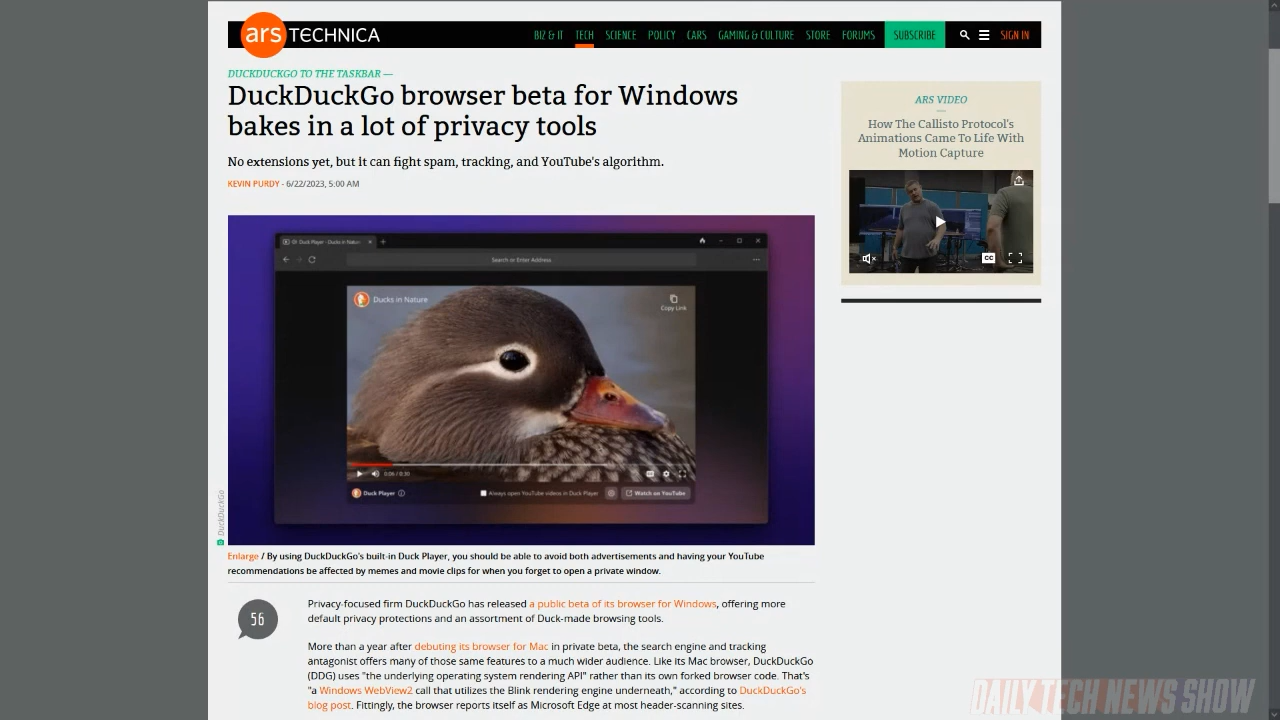 ars TECHNICA
BIZ & IT TECH SCIENCE POLICY CARS GAMING & CULTURE STORE FORUMS SUBSCRIBE SIGN IN
DUCKDUCKGO TO THE TASKBAR —
DuckDuckGo browser beta for Windows
bakes in a lot of privacy tools
No extensions yet, but it can fight spam, tracking, and YouTube's algorithm.
KEVIN PURDY - 6/22/2023, 5:00 AM
Duck Player - Ducks in Natur
Search or Enter Address
Ducks in Nature
Copy Link
0:06 / 0:30
CC
Duck Player
Always open YouTube videos in Duck Player
Watch on YouTube
DuckDuckGo
Enlarge / By using DuckDuckGo's built-in Duck Player, you should be able to avoid both advertisements and having your YouTube
recommendations be affected by memes and movie clips for when you forget to open a private window.
56
Privacy-focused firm DuckDuckGo has released a public beta of its browser for Windows, offering more
default privacy protections and an assortment of Duck-made browsing tools.
More than a year after debuting its browser for Mac in private beta, the search engine and tracking
antagonist offers many of those same features to a much wider audience. Like its Mac browser, DuckDuckGo
(DDG) uses "the underlying operating system rendering API" rather than its own forked browser code. That's
"a Windows WebView2 call that utilizes the Blink rendering engine underneath," according to DuckDuckGo's
blog post. Fittingly, the browser reports itself as Microsoft Edge at most header-scanning sites.
ARS VIDEO
How The Callisto Protocol's
Animations Came To Life With
Motion Capture
CC
DAILY TECH NEWS SHOW